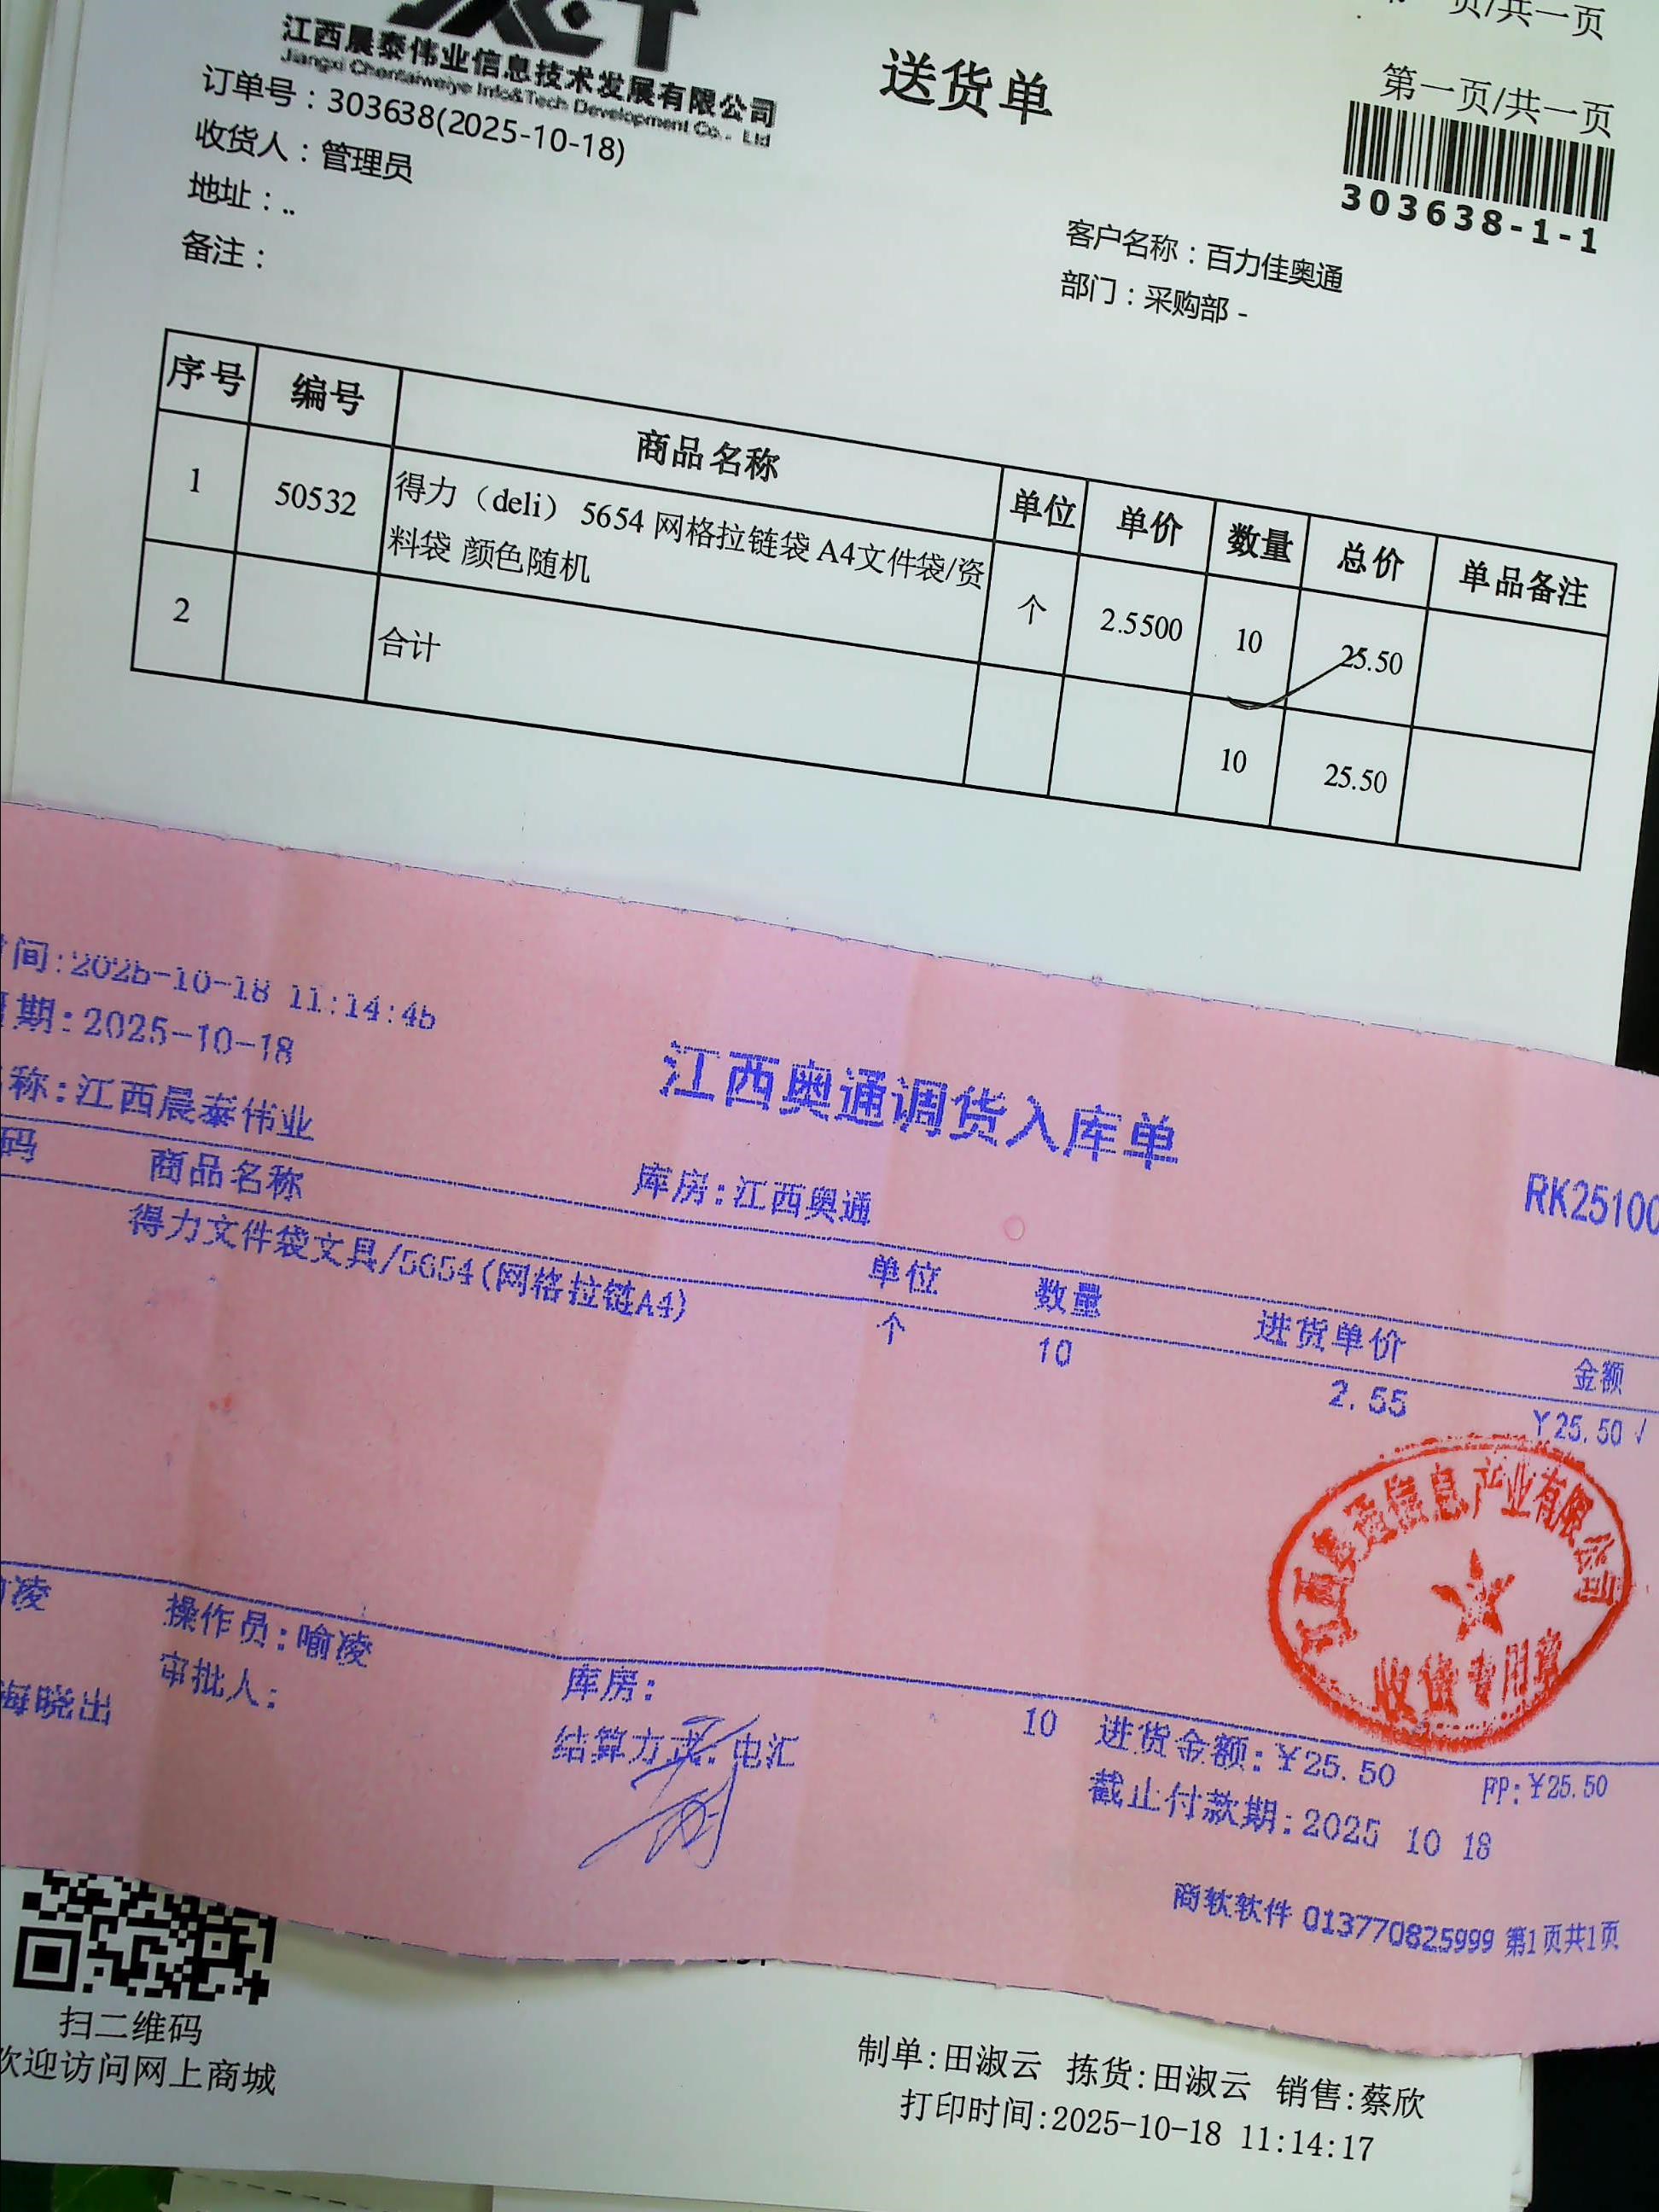 页/共一页
江西晨泰伟业信息技术发展有限公司
Jiangxi Chentaiweiye Info&Tech Development Co., Ltd
送货单
第一页/共一页
303638-1-1
订单号：303638(2025-10-18)
收货人：管理员
地址：..
备注：
客户名称：百力佳奥通
部门：采购部 -
序号 编号 商品名称 单位 单价 数量 总价 单品备注
1 50532 得力（deli） 5654 网格拉链袋 A4文件袋/资料袋 颜色随机 个 2.5500 10 25.50
2 合计 10 25.50
间:2025-10-18 11:14:45
期:2025-10-18
称:江西晨泰伟业
江西奥通调货入库单
库房:江西奥通
RK25100
码 商品名称 单位 数量 进货单价 金额
得力文件袋文具/5654(网格拉链A4) 个 10 2.55 ¥25.50√
江西奥通信息产业有限公司
收货专用章
凌 操作员:喻凌 库房: 10 进货金额:¥25.50 FP:¥25.50
晓出 审批人: 结算方式:电汇 截止付款期:2025 10 18
商软软件 013770825999 第1页共1页
扫二维码
欢迎访问网上商城
制单:田淑云 拣货:田淑云 销售:蔡欣
打印时间:2025-10-18 11:14:17